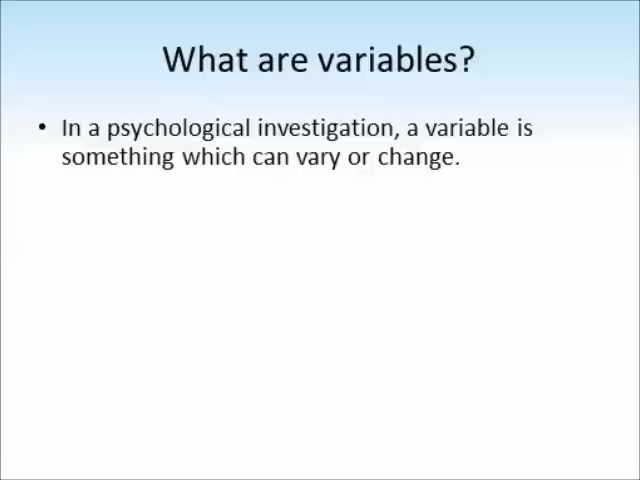 What are variables?
• In a psychological investigation, a variable is
something which can vary or change.